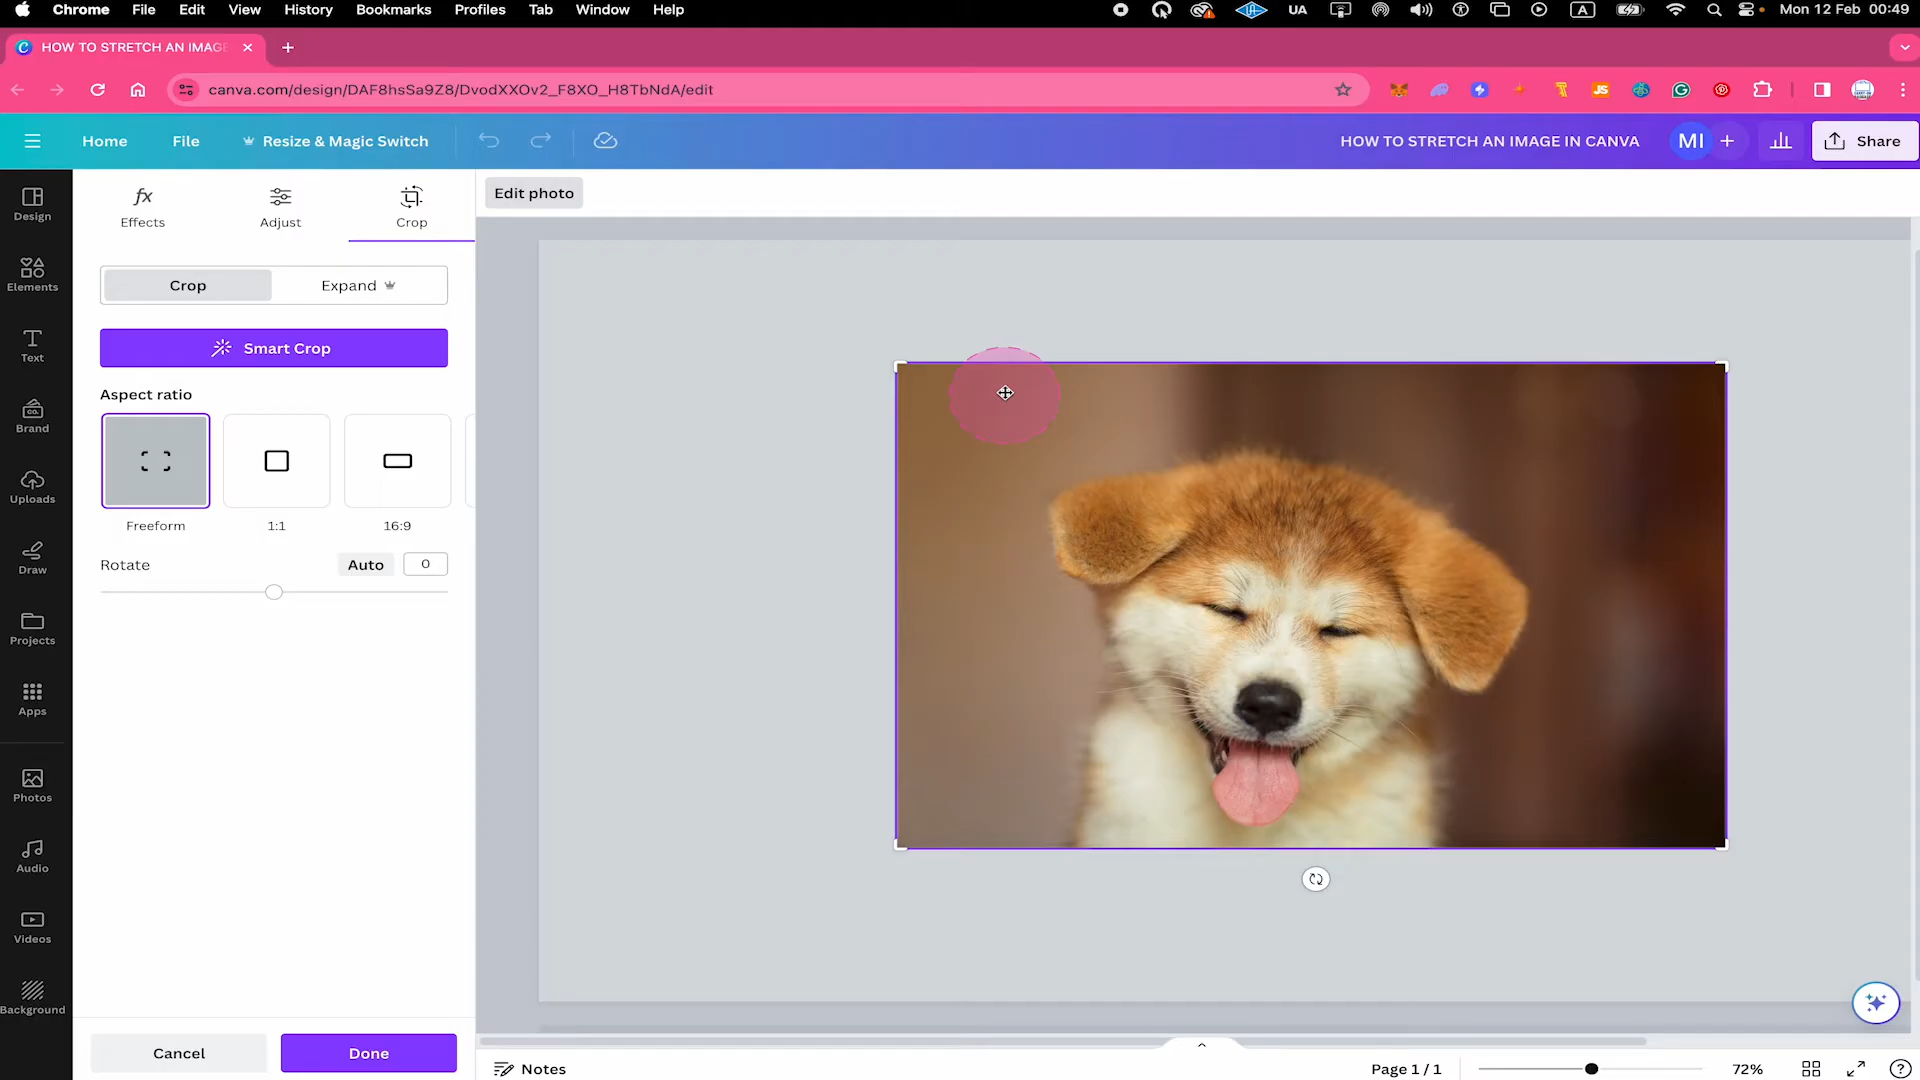 Chrome File Edit View History Bookmarks Profiles Tab Window Help UA A Mon 12 Feb 00:49
HOW TO STRETCH AN IMAGE
canva.com/design/DAF8hsSa9Z8/DvodXXOv2_F8XO_H8TbNdA/edit
JS
Home File Resize & Magic Switch HOW TO STRETCH AN IMAGE IN CANVA MI + Share
Design
Elements
Text
Brand
Uploads
Draw
Projects
Apps
Photos
Audio
Videos
Background
fx
Effects Adjust Crop
Crop Expand
Smart Crop
Aspect ratio
Freeform 1:1 16:9
Rotate Auto 0
Cancel Done
Edit photo
Notes Page 1 / 1 72%